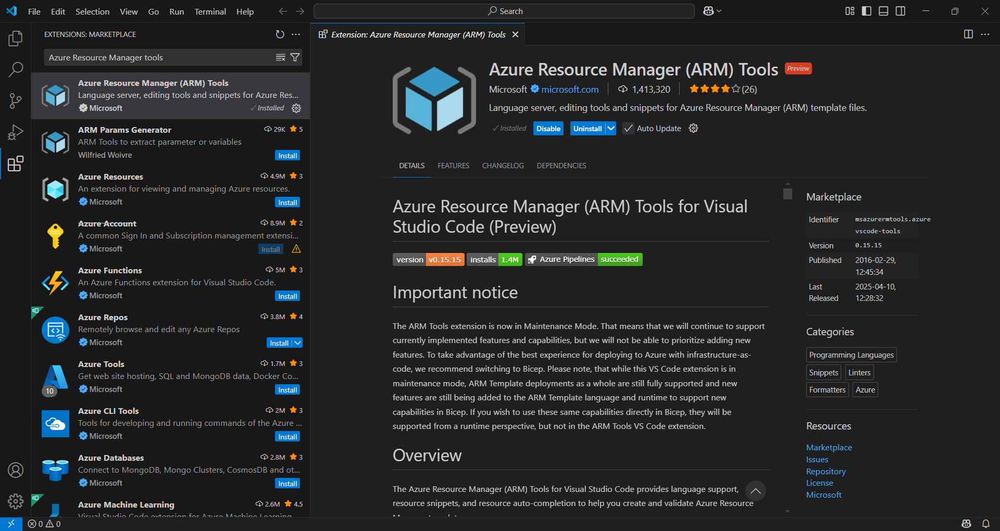 File Edit Selection View Go Run Terminal Help
Search
EXTENSIONS: MARKETPLACE
Azure Resource Manager tools
Azure Resource Manager (ARM) Tools
Language server, editing tools and snippets for Azure Res...
Microsoft
Installed
ARM Params Generator
29K 5
ARM Tools to extract parameter or variables
Wilfried Woivre
Install
Azure Resources
4.9M 3
An extension for viewing and managing Azure resources.
Microsoft
Install
Azure Account
8.9M 2
A common Sign In and Subscription management extensi...
Microsoft
Install
Azure Functions
5M 3
An Azure Functions extension for Visual Studio Code.
Microsoft
Install
Azure Repos
3.8M 4
Remotely browse and edit any Azure Repos
Microsoft
Install
Azure Tools
1.7M 3
Get web site hosting, SQL and MongoDB data, Docker Co...
10
Microsoft
Install
Azure CLI Tools
2M 3
Tools for developing and running commands of the Azure ...
Microsoft
Install
Azure Databases
2.8M 3
Connect to MongoDB, Mongo Clusters, CosmosDB and ot...
Microsoft
Install
Azure Machine Learning
2.6M 4.5
Visual Studio Code extension for Azure Machine Learning
Extension: Azure Resource Manager (ARM) Tools
Azure Resource Manager (ARM) Tools
Preview
Microsoft microsoft.com 1,413,320 (26)
Language server, editing tools and snippets for Azure Resource Manager (ARM) template files.
Installed Disable Uninstall Auto Update
DETAILS FEATURES CHANGELOG DEPENDENCIES
Azure Resource Manager (ARM) Tools for Visual
Studio Code (Preview)
version v0.15.15 installs 1.4M Azure Pipelines succeeded
Important notice
The ARM Tools extension is now in Maintenance Mode. That means that we will continue to support
currently implemented features and capabilities, but we will not be able to prioritize adding new
features. To take advantage of the best experience for deploying to Azure with infrastructure-as-
code, we recommend switching to Bicep. Please note, that while this VS Code extension is in
maintenance mode, ARM Template deployments as a whole are still fully supported and new
features are still being added to the ARM Template language and runtime to support new
capabilities in Bicep. If you wish to use these same capabilities directly in Bicep, they will be
supported from a runtime perspective, but not in the ARM Tools VS Code extension.
Overview
The Azure Resource Manager (ARM) Tools for Visual Studio Code provides language support,
resource snippets, and resource auto-completion to help you create and validate Azure Resource
Marketplace
Identifier msazurermtools.azure
vscode-tools
Version 0.15.15
Published 2016-02-29,
12:45:34
Last 2025-04-10,
Released 12:28:32
Categories
Programming Languages
Snippets Linters
Formatters Azure
Resources
Marketplace
Issues
Repository
License
Microsoft
0 0